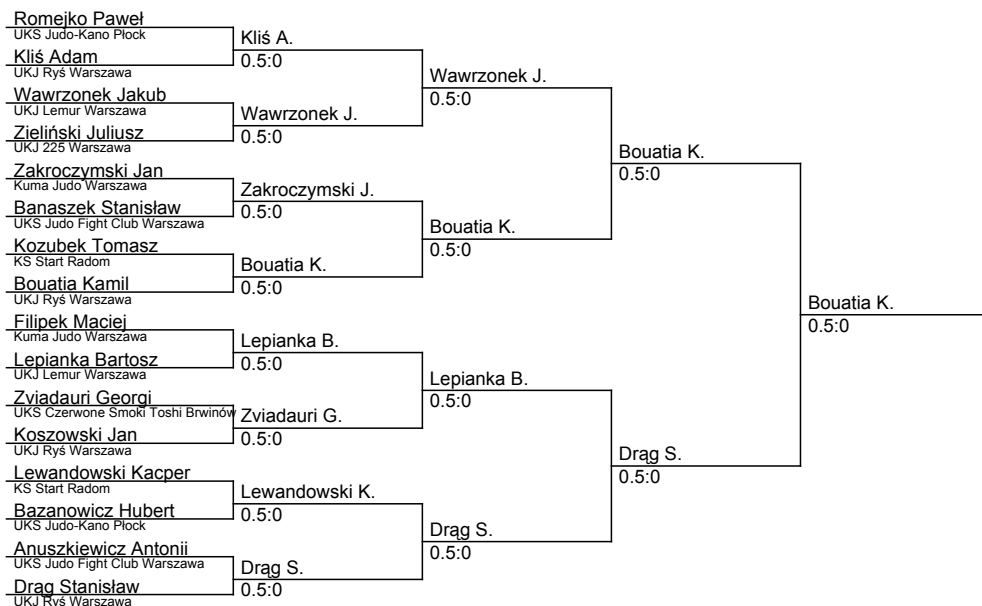 Romejko Paweł
UKS Judo-Kano Płock
Kliś Adam
UKJ Ryś Warszawa
Wawrzonek Jakub
UKJ Lemur Warszawa
Zieliński Juliusz
UKJ 225 Warszawa
Zakroczymski Jan
Kuma Judo Warszawa
Banaszek Stanisław
UKS Judo Fight Club Warszawa
Kozubek Tomasz
KS Start Radom
Bouatia Kamil
UKJ Ryś Warszawa
Filipek Maciej
Kuma Judo Warszawa
Lepianka Bartosz
UKJ Lemur Warszawa
Zviadauri Georgi
UKS Czerwone Smoki Toshi Brwinów
Koszowski Jan
UKJ Ryś Warszawa
Lewandowski Kacper
KS Start Radom
Bazanowicz Hubert
UKS Judo-Kano Płock
Anuszkiewicz Antonii
UKS Judo Fight Club Warszawa
Drąg Stanisław
UKJ Ryś Warszawa
Kliś A.
0.5:0
Wawrzonek J.
0.5:0
Zakroczymski J.
0.5:0
Bouatia K.
0.5:0
Lepianka B.
0.5:0
Zviadauri G.
0.5:0
Lewandowski K.
0.5:0
Drąg S.
0.5:0
Wawrzonek J.
0.5:0
Bouatia K.
0.5:0
Lepianka B.
0.5:0
Drąg S.
0.5:0
Bouatia K.
0.5:0
Drąg S.
0.5:0
Bouatia K.
0.5:0